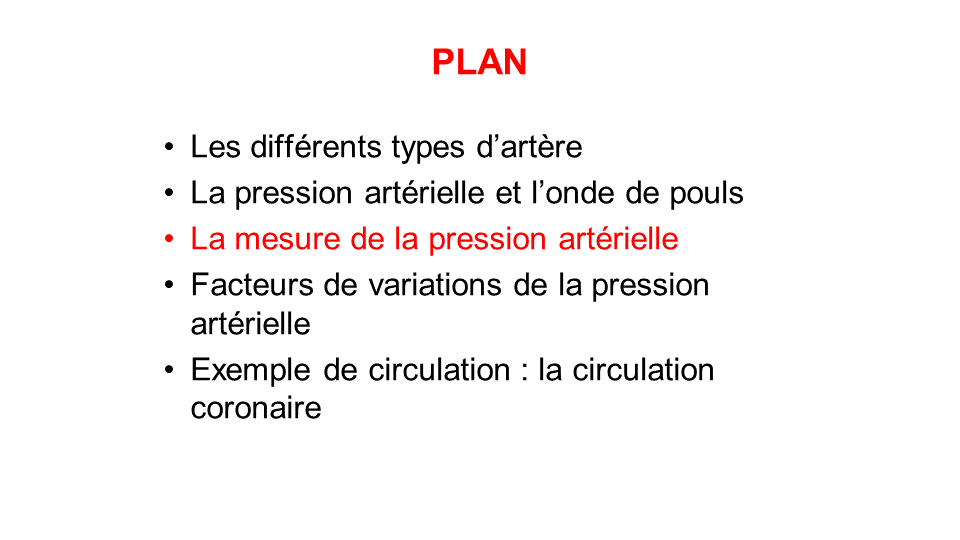 PLAN
• Les différents types d’artère
• La pression artérielle et l’onde de pouls
• La mesure de la pression artérielle
• Facteurs de variations de la pression
artérielle
• Exemple de circulation : la circulation
coronaire